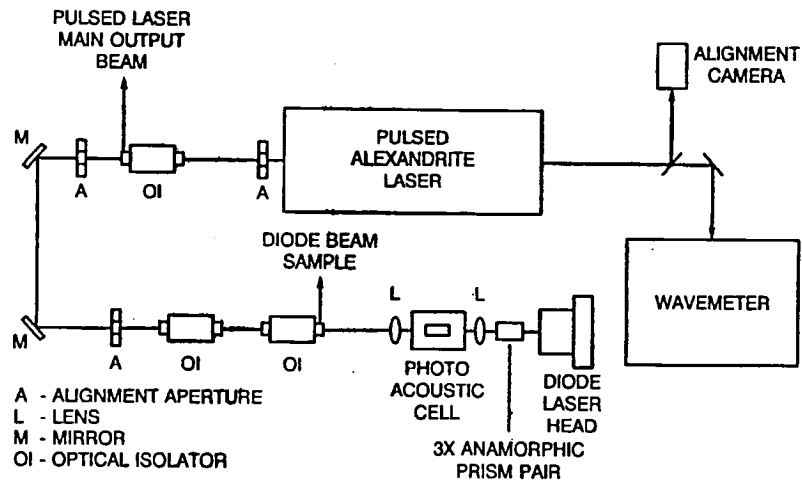 PULSED LASER
MAIN OUTPUT
BEAM
ALIGNMENT
CAMERA
M
PULSED
ALEXANDRITE
LASER
A
OI
A
DIODE BEAM
SAMPLE
WAVEMETER
L
L
M
A
OI
OI
PHOTO
ACOUSTIC
CELL
DIODE
LASER
HEAD
3X ANAMORPHIC
PRISM PAIR
A - ALIGNMENT APERTURE
L - LENS
M - MIRROR
OI - OPTICAL ISOLATOR